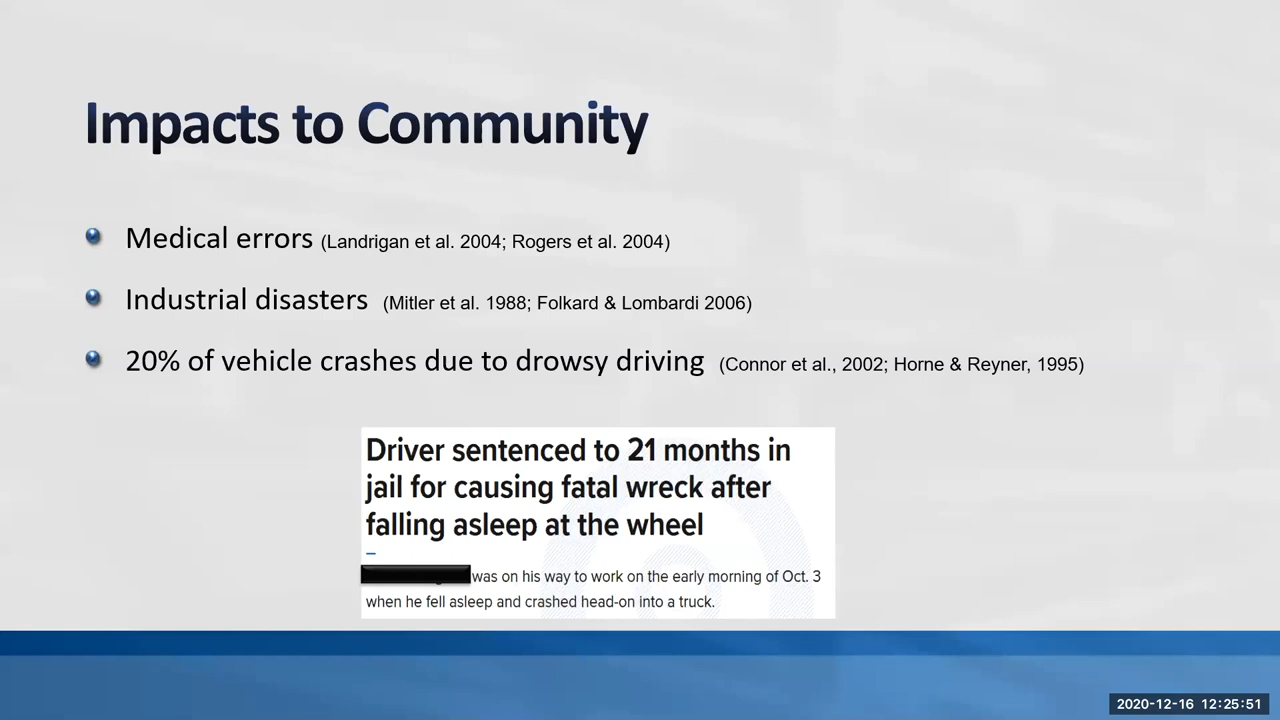 Impacts to Community
Medical errors (Landrigan et al. 2004; Rogers et al. 2004)
Industrial disasters (Mitler et al. 1988; Folkard & Lombardi 2006)
20% of vehicle crashes due to drowsy driving (Connor et al., 2002; Horne & Reyner, 1995)
Driver sentenced to 21 months in
jail for causing fatal wreck after
falling asleep at the wheel
was on his way to work on the early morning of Oct. 3
when he fell asleep and crashed head-on into a truck.
2020-12-16 12:25:51